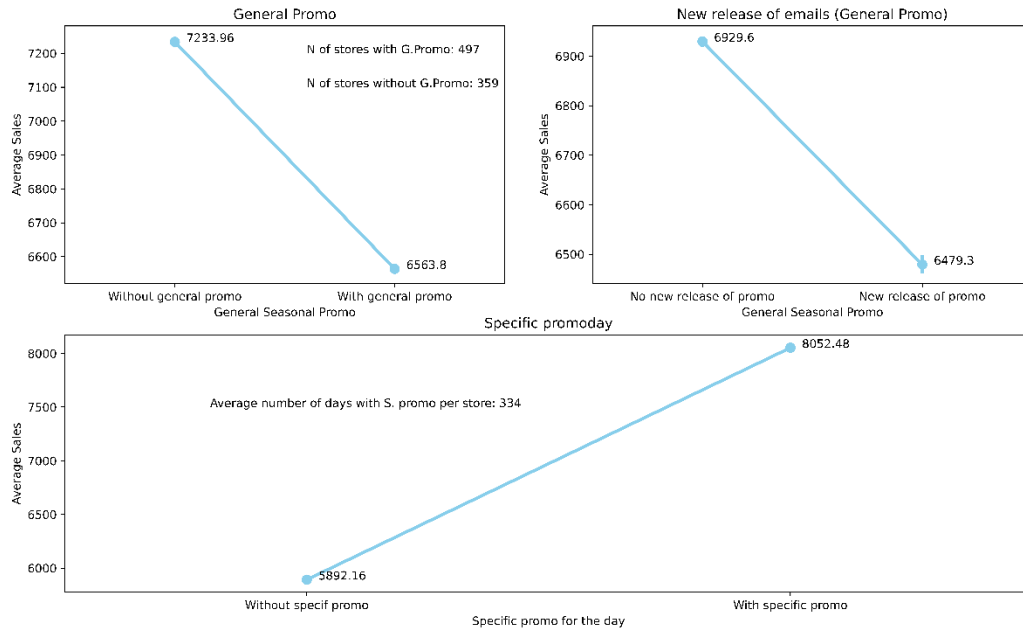 General Promo
7233.96
N of stores with G.Promo: 497
N of stores without G.Promo: 359
7200
7100
7000
6900
6800
6700
6600
Average Sales
6563.8
Without general promo
With general promo
General Seasonal Promo
New release of emails (General Promo)
6929.6
6900
6800
6700
6600
6500
Average Sales
6479.3
No new release of promo
New release of promo
General Seasonal Promo
Specific promoday
8052.48
8000
7500
7000
6500
6000
Average Sales
Average number of days with S. promo per store: 334
5892.16
Without specif promo
With specific promo
Specific promo for the day